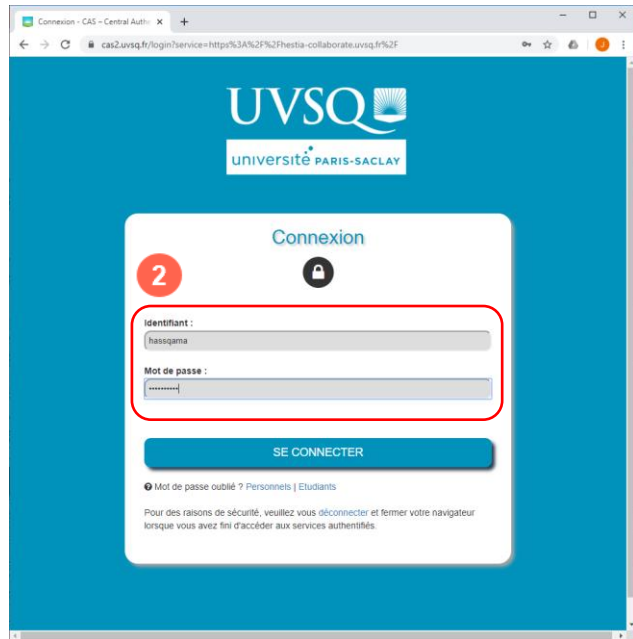 Connexion - CAS – Central Auth
cas2.uvsq.fr/login?service=https%3A%2F%2Fhestia-collaborate.uvsq.fr%2F
J
UVSQ
université PARIS-SACLAY
Connexion
2
Identifiant :
hassqama
Mot de passe :
••••••••••
SE CONNECTER
Mot de passe oublié ? Personnels | Etudiants
Pour des raisons de sécurité, veuillez vous déconnecter et fermer votre navigateur
lorsque vous avez fini d'accéder aux services authentifiés.